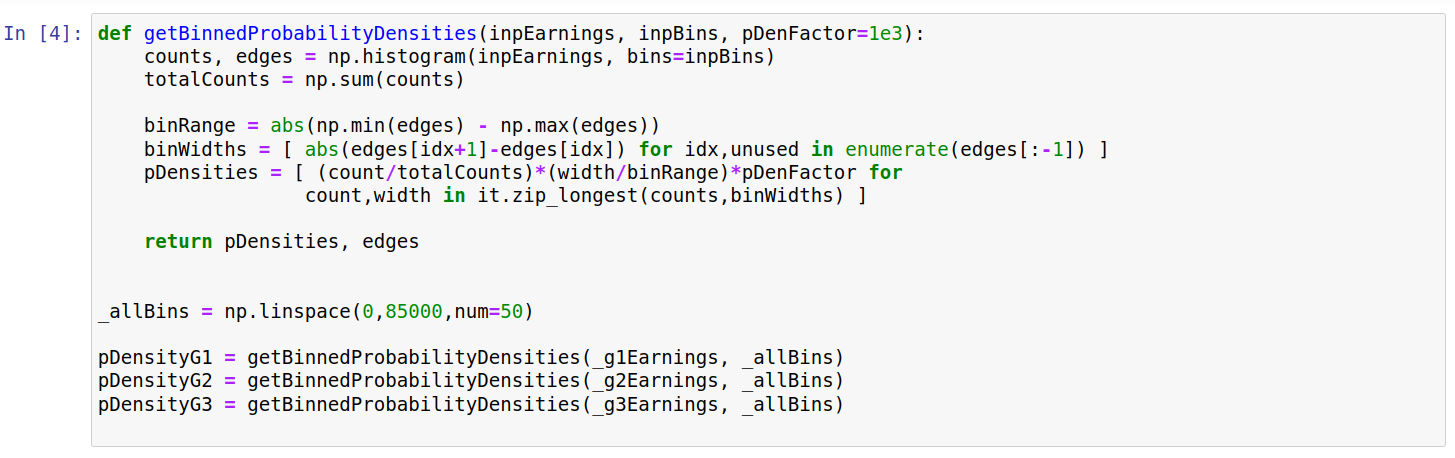 In [4]: def getBinnedProbabilityDensities(inpEarnings, inpBins, pDenFactor=1e3):
    counts, edges = np.histogram(inpEarnings, bins=inpBins)
    totalCounts = np.sum(counts)

    binRange = abs(np.min(edges) - np.max(edges))
    binWidths = [ abs(edges[idx+1]-edges[idx]) for idx,unused in enumerate(edges[:-1]) ]
    pDensities = [ (count/totalCounts)*(width/binRange)*pDenFactor for
                  count,width in it.zip_longest(counts,binWidths) ]

    return pDensities, edges


_allBins = np.linspace(0,85000,num=50)

pDensityG1 = getBinnedProbabilityDensities(_g1Earnings, _allBins)
pDensityG2 = getBinnedProbabilityDensities(_g2Earnings, _allBins)
pDensityG3 = getBinnedProbabilityDensities(_g3Earnings, _allBins)